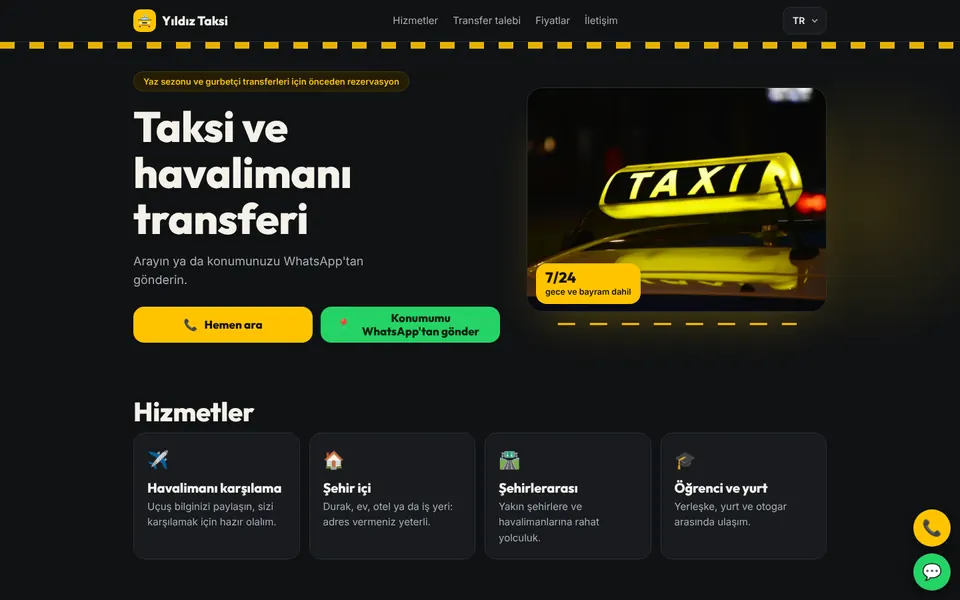 Yıldız Taksi
Hizmetler
Transfer talebi
Fiyatlar
İletişim
TR
Yaz sezonu ve gurbetçi transferleri için önceden rezervasyon
Taksi ve
havalimanı
transferi
Arayın ya da konumunuzu WhatsApp'tan
gönderin.
Hemen ara
Konumumu
WhatsApp'tan gönder
TAXI
7/24
gece ve bayram dahil
Hizmetler
Havalimanı karşılama
Uçuş bilginizi paylaşın, sizi
karşılamak için hazır olalım.
Şehir içi
Durak, ev, otel ya da iş yeri:
adres vermeniz yeterli.
Şehirlerarası
Yakın şehirlere ve
havalimanlarına rahat
yolculuk.
Öğrenci ve yurt
Yerleşke, yurt ve otogar
arasında ulaşım.